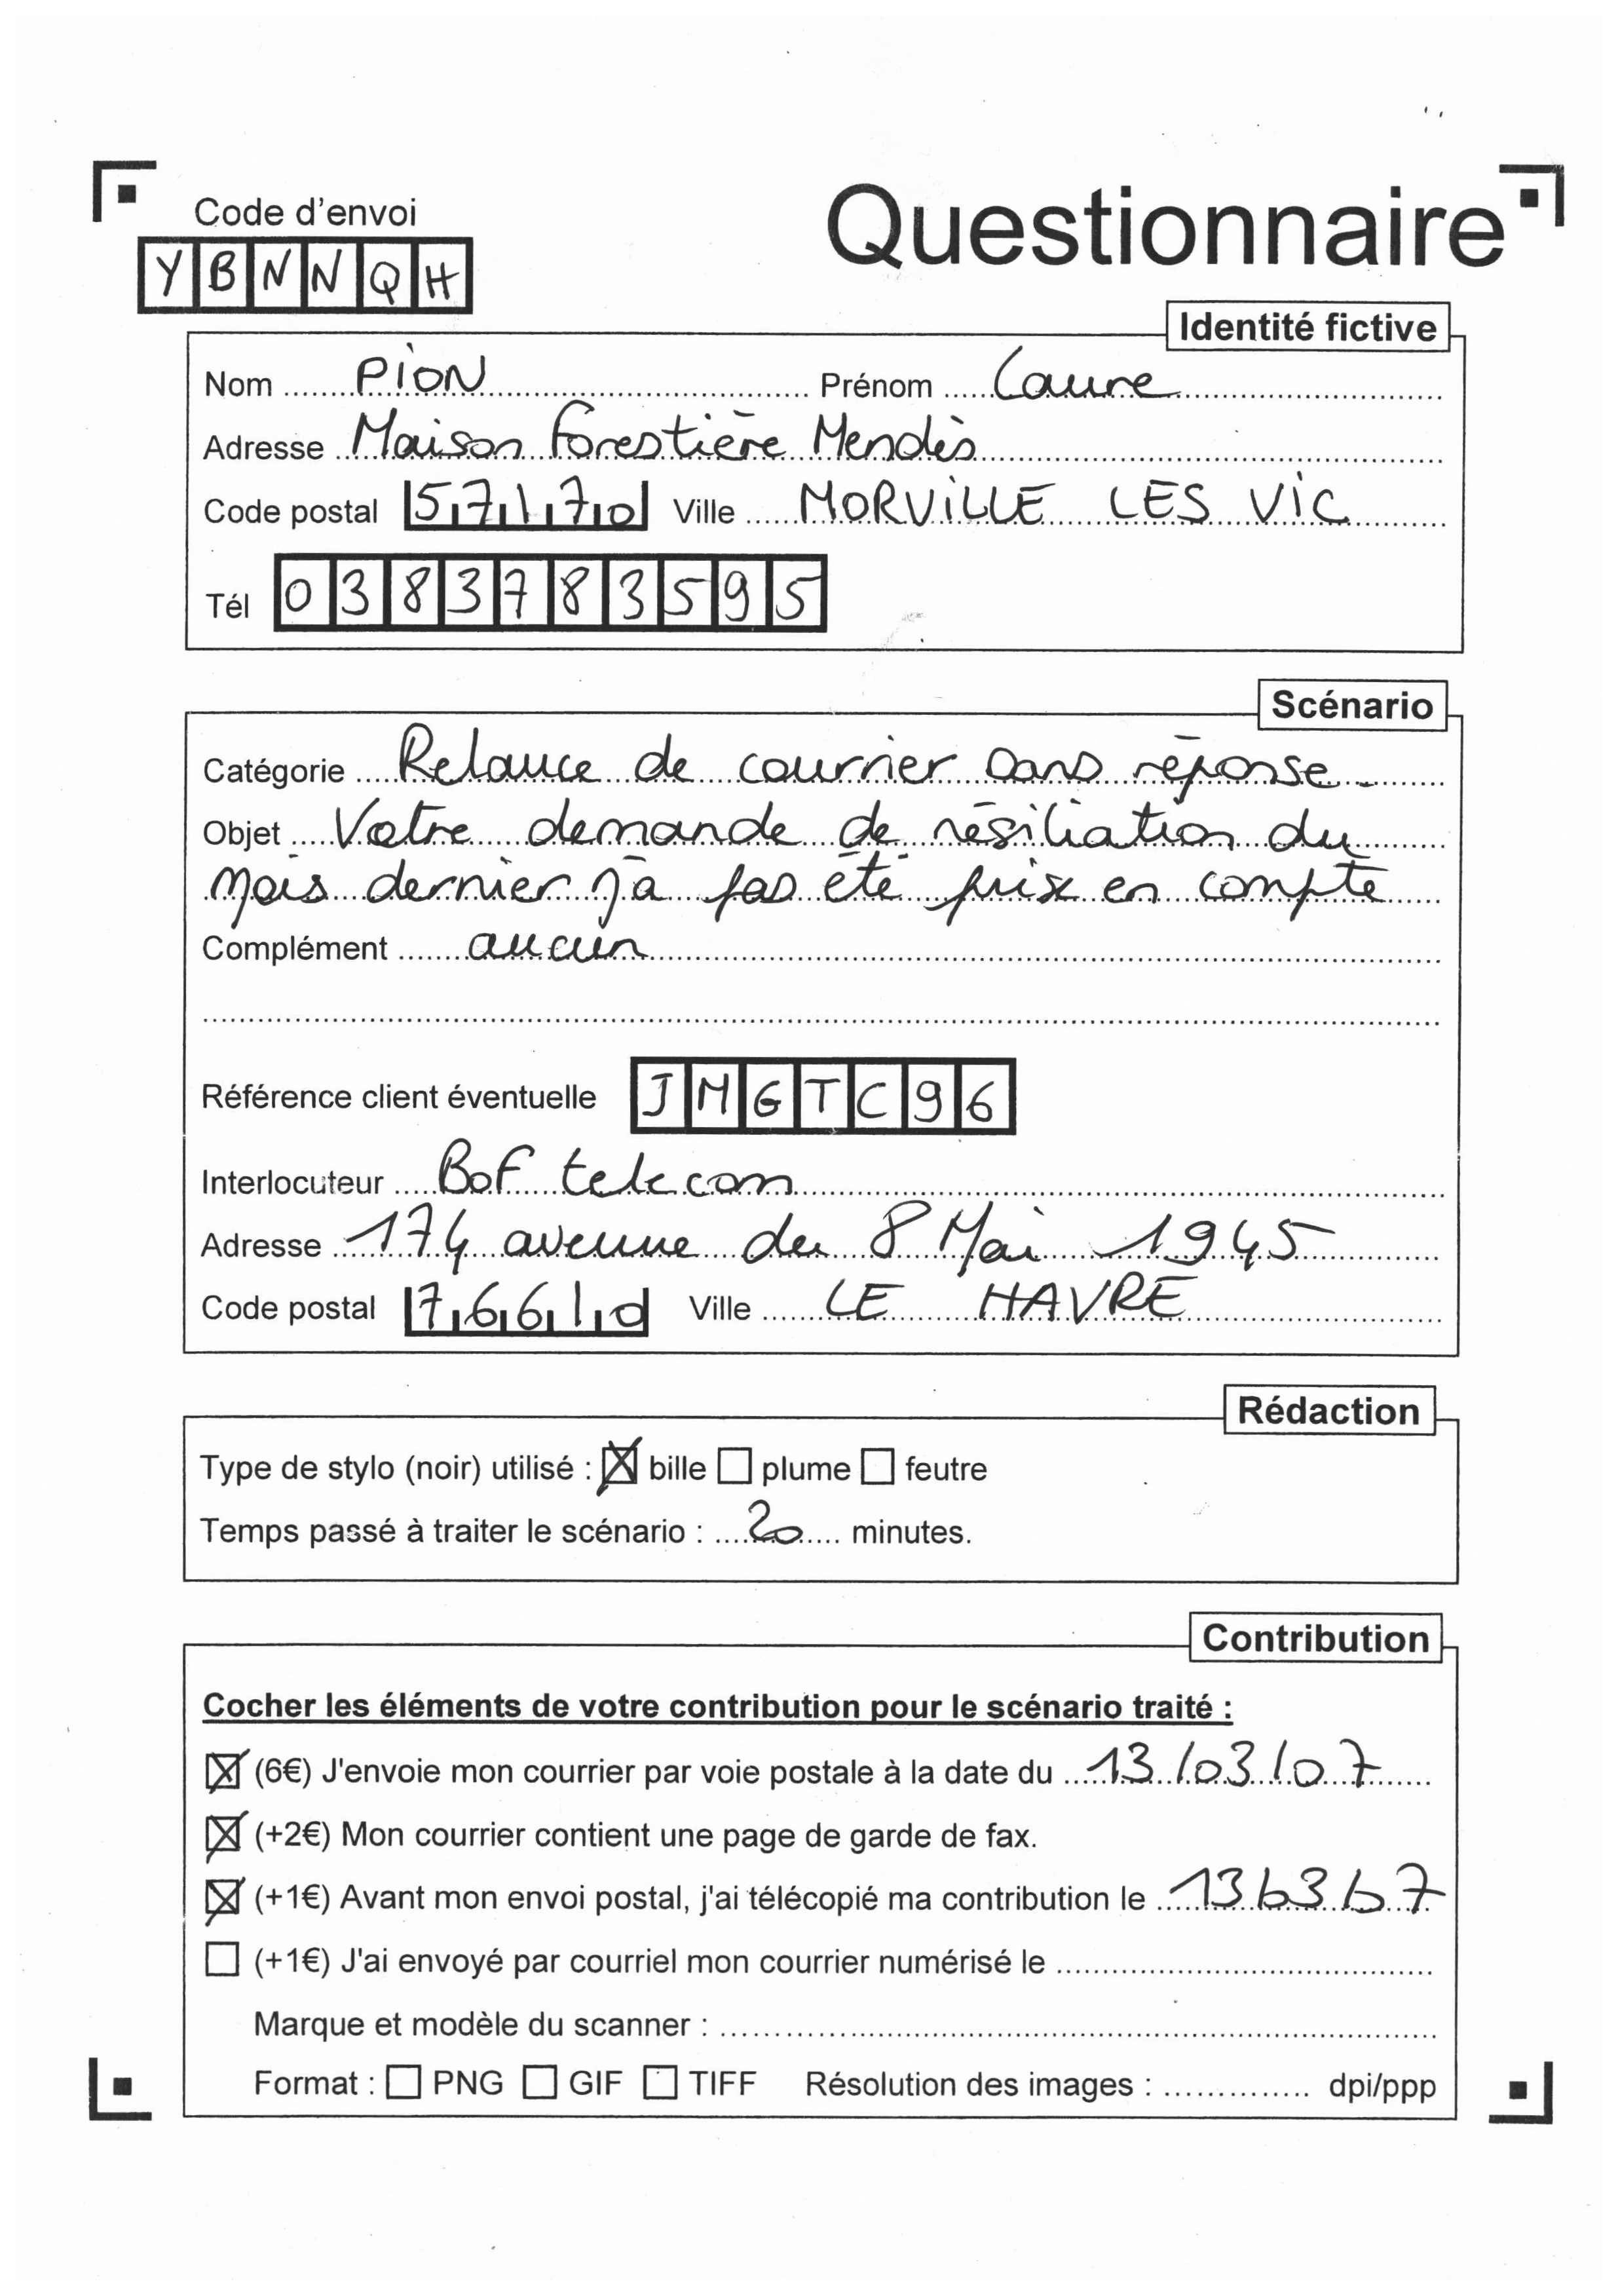 Code d'envoi
Questionnaire
YBNNQH
Identité fictive
Nom PION Prénom Laure
Adresse Maison Forestière Mendès
Code postal 57170 Ville MORVILLE LES VIC
Tél 0383783595
Scénario
Catégorie Relance de courrier sans réponse
Objet Votre demande de résiliation du
mois dernier n'a pas été prise en compte
Complément aucun
Référence client éventuelle JMGTC96
Interlocuteur BoF telecom
Adresse 174 avenue du 8 Mai 1945
Code postal 76610 Ville LE HAVRE
Rédaction
Type de stylo (noir) utilisé : bille plume feutre
Temps passé à traiter le scénario : 20 minutes.
Contribution
Cocher les éléments de votre contribution pour le scénario traité :
(6€) J'envoie mon courrier par voie postale à la date du 13/03/07
(+2€) Mon courrier contient une page de garde de fax.
(+1€) Avant mon envoi postal, j'ai télécopié ma contribution le 13/03/07
(+1€) J'ai envoyé par courriel mon courrier numérisé le
Marque et modèle du scanner :
Format : PNG GIF TIFF Résolution des images : dpi/ppp